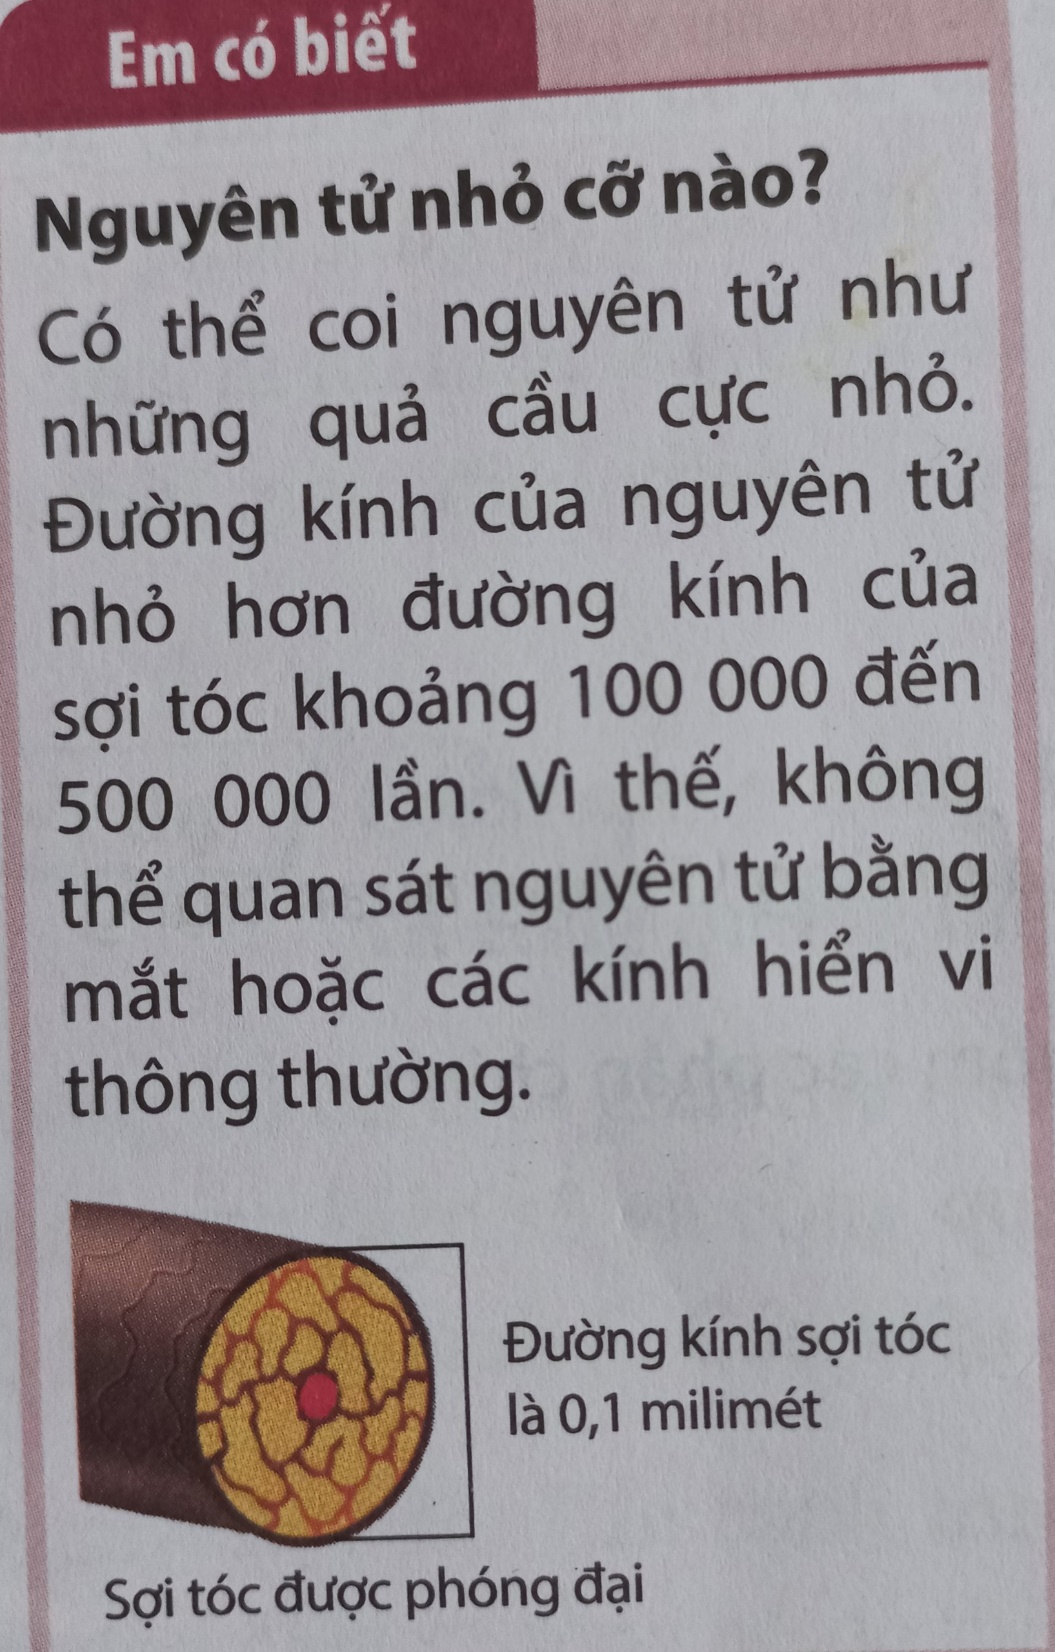 Em có biết
Nguyên tử nhỏ cỡ nào?
Có thể coi nguyên tử như
những quả cầu cực nhỏ.
Đường kính của nguyên tử
nhỏ hơn đường kính của
sợi tóc khoảng 100 000 đến
500 000 lần. Vì thế, không
thể quan sát nguyên tử bằng
mắt hoặc các kính hiển vi
thông thường.
Đường kính sợi tóc
là 0,1 milimét
Sợi tóc được phóng đại